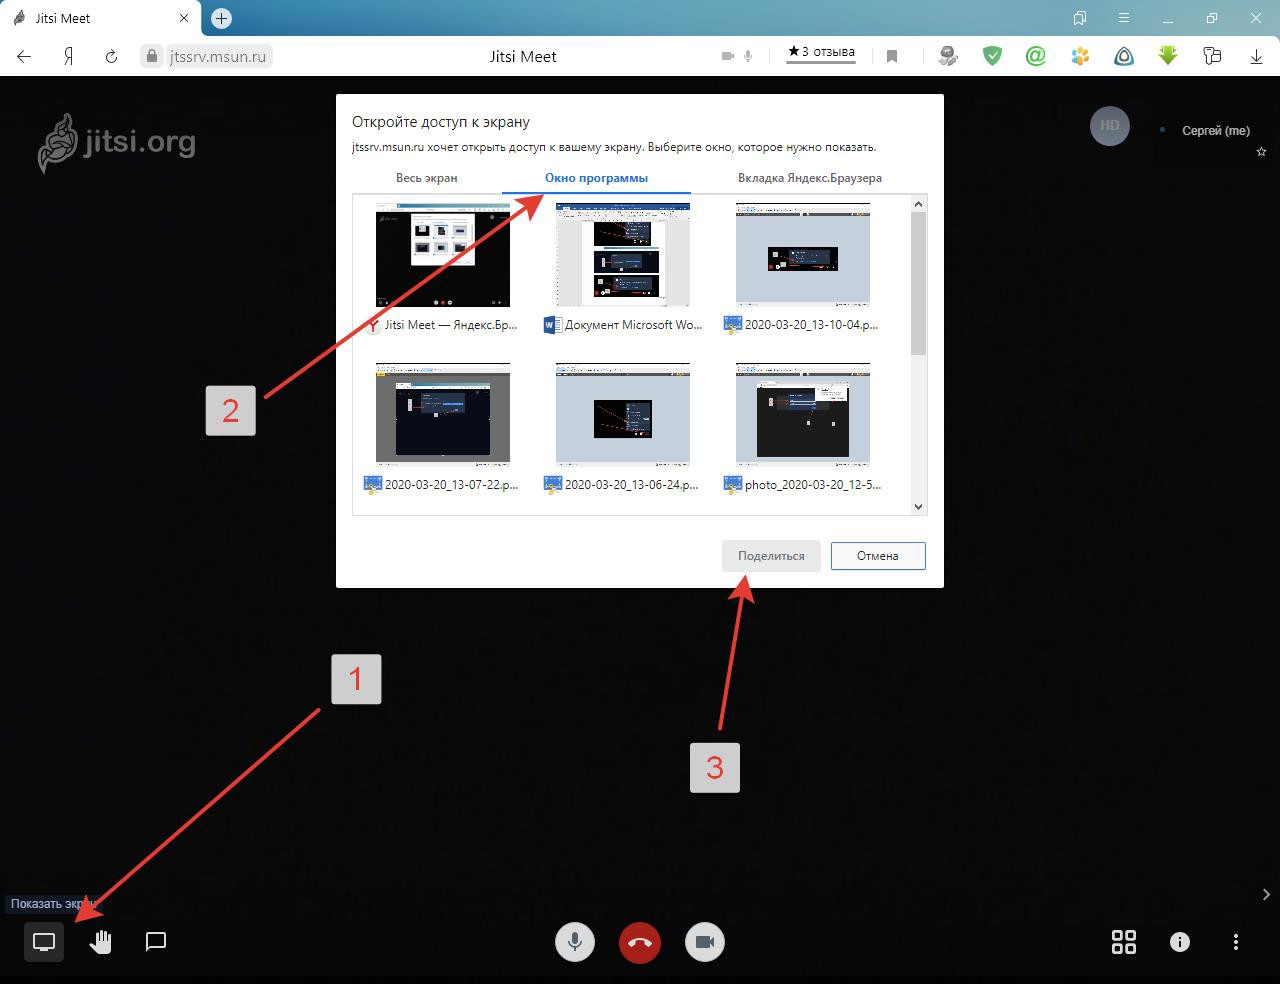 Jitsi Meet
jtssrv.msun.ru
Jitsi Meet
★3 отзыва
jitsi.org
HD
Сергей (me)
Откройте доступ к экрану
jtssrv.msun.ru хочет открыть доступ к вашему экрану. Выберите окно, которое нужно показать.
Весь экран
Окно программы
Вкладка Яндекс.Браузера
Jitsi Meet — Яндекс.Бр...
Документ Microsoft Wo...
2020-03-20_13-10-04.p...
2020-03-20_13-07-22.p...
2020-03-20_13-06-24.p...
photo_2020-03-20_12-5...
Поделиться
Отмена
2
1
3
Показать экран